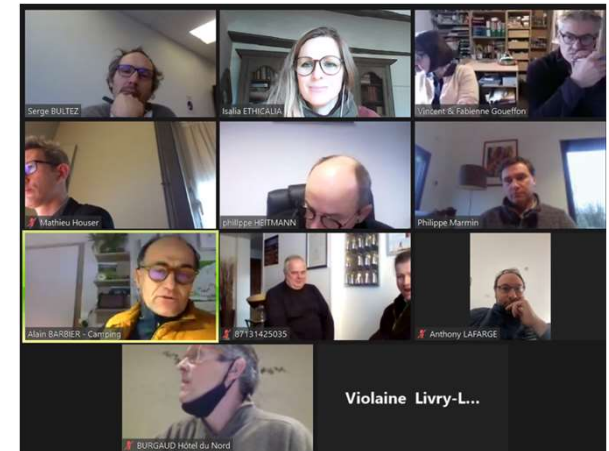 Serge BULTEZ
Isalia ETHICALIA
Vincent & Fabienne Goueffon
Mathieu Houser
philippe HEITMANN
Philippe Marmin
Alain BARBIER - Camping
87131425035
Anthony LAFARGE
BURGAUD Hôtel du Nord
Violaine Livry-L...